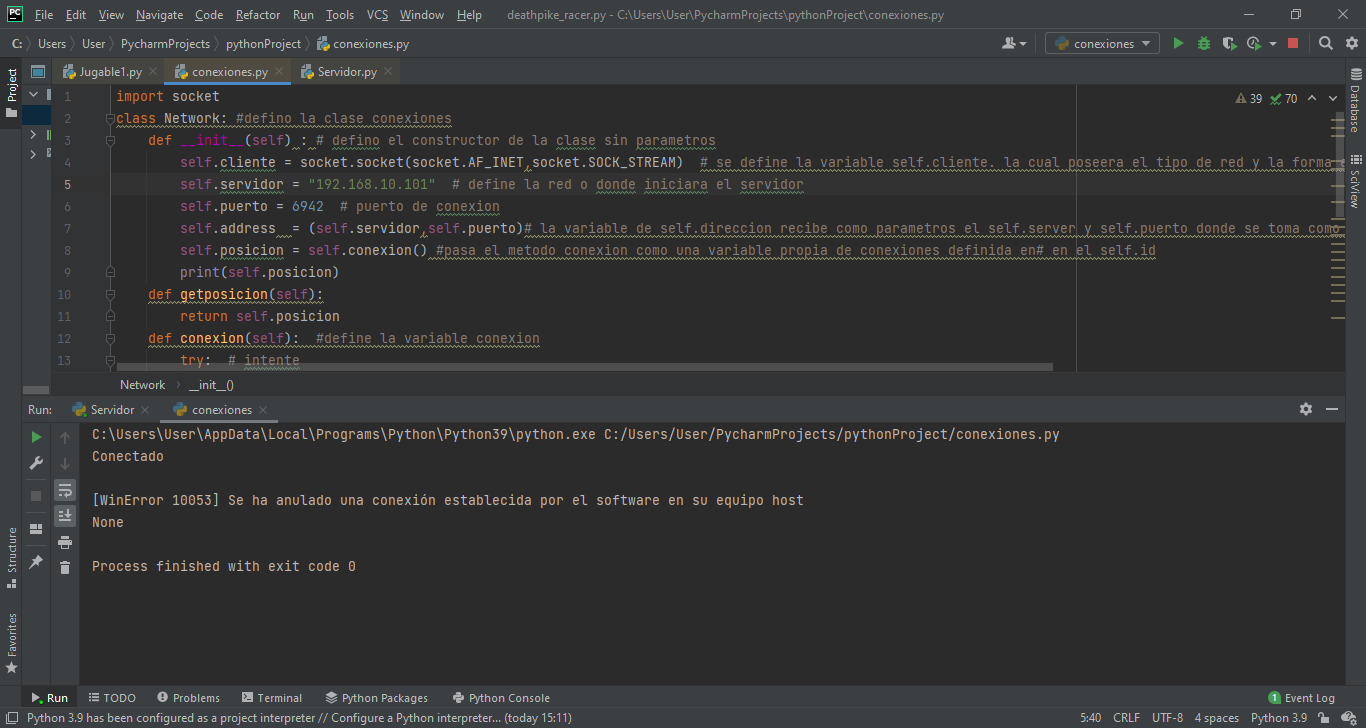 PC File Edit View Navigate Code Refactor Run Tools VCS Window Help deathpike_racer.py - C:\Users\User\PycharmProjects\pythonProject\conexiones.py
C: Users User PycharmProjects pythonProject conexiones.py conexiones
Project
Jugable1.py conexiones.py Servidor.py
39 70
1 import socket
2 class Network: #defino la clase conexiones
3 def __init__(self) : # defino el constructor de la clase sin parametros
4 self.cliente = socket.socket(socket.AF_INET,socket.SOCK_STREAM) # se define la variable self.cliente. la cual poseera el tipo de red y la forma
5 self.servidor = "192.168.10.101" # define la red o donde iniciara el servidor
6 self.puerto = 6942 # puerto de conexion
7 self.address = (self.servidor,self.puerto)# la variable de self.direccion recibe como parametros el self.server y self.puerto donde se toma como
8 self.posicion = self.conexion() #pasa el metodo conexion como una variable propia de conexiones definida en# en el self.id
9 print(self.posicion)
10 def getposicion(self):
11 return self.posicion
12 def conexion(self): #define la variable conexion
13 try: # intente
Database
SciView
Network __init__()
Run: Servidor conexiones
C:\Users\User\AppData\Local\Programs\Python\Python39\python.exe C:/Users/User/PycharmProjects/pythonProject/conexiones.py
Conectado
[WinError 10053] Se ha anulado una conexión establecida por el software en su equipo host
None
Process finished with exit code 0
Structure
Favorites
Run TODO Problems Terminal Python Packages Python Console 1 Event Log
Python 3.9 has been configured as a project interpreter // Configure a Python interpreter... (today 15:11) 5:40 CRLF UTF-8 4 spaces Python 3.9